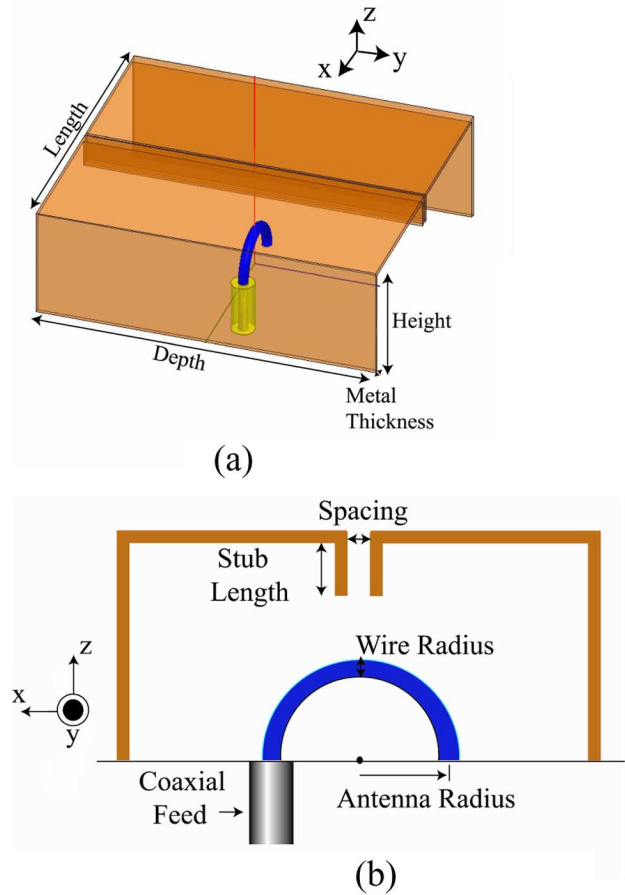 z
x
y
Length
Height
Depth
Metal
Thickness
(a)
Spacing
Stub
Length
Wire Radius
z
x
y
Coaxial
Feed
Antenna Radius
(b)